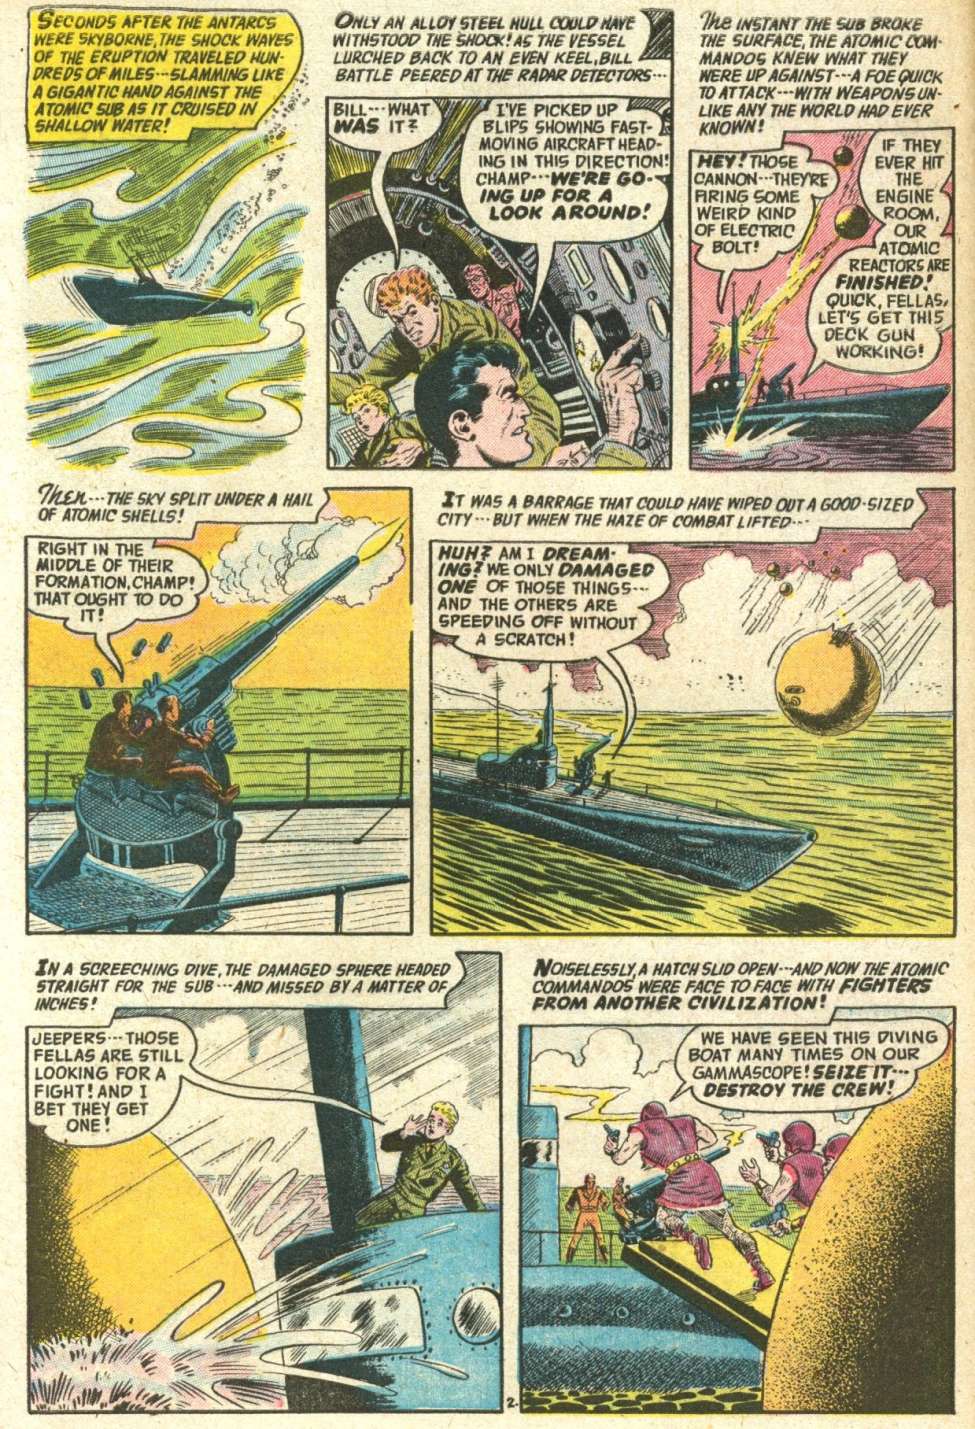 SECONDS AFTER THE ANTARCS
WERE SKYBORNE, THE SHOCK WAVES
OF THE ERUPTION TRAVELED HUN-
DREDS OF MILES---SLAMMING LIKE
A GIGANTIC HAND AGAINST THE
ATOMIC SUB AS IT CRUISED IN
SHALLOW WATER!
ONLY AN ALLOY STEEL HULL COULD HAVE
WITHSTOOD THE SHOCK! AS THE VESSEL
LURCHED BACK TO AN EVEN KEEL, BILL
BATTLE PEERED AT THE RADAR DETECTORS---
BILL---WHAT
WAS IT?
I'VE PICKED UP
BLIPS SHOWING FAST-
MOVING AIRCRAFT HEAD-
ING IN THIS DIRECTION!
CHAMP---WE'RE GO-
ING UP FOR A
LOOK AROUND!
THE INSTANT THE SUB BROKE
THE SURFACE, THE ATOMIC COM-
MANDOS KNEW WHAT THEY
WERE UP AGAINST---A FOE QUICK
TO ATTACK---WITH WEAPONS UN-
LIKE ANY THE WORLD HAD EVER
KNOWN!
HEY! THOSE
CANNON---THEY'RE
FIRING SOME
WEIRD KIND
OF ELECTRIC
BOLT!
IF THEY
EVER HIT
THE
ENGINE
ROOM,
OUR
ATOMIC
REACTORS ARE
FINISHED!
QUICK, FELLAS,
LET'S GET THIS
DECK GUN
WORKING!
THEN---THE SKY SPLIT UNDER A HAIL
OF ATOMIC SHELLS!
RIGHT IN THE
MIDDLE OF THEIR
FORMATION, CHAMP!
THAT OUGHT TO DO
IT!
IT WAS A BARRAGE THAT COULD HAVE WIPED OUT A GOOD-SIZED
CITY---BUT WHEN THE HAZE OF COMBAT LIFTED---
HUH? AM I DREAM-
ING? WE ONLY DAMAGED
ONE OF THOSE THINGS---
AND THE OTHERS ARE
SPEEDING OFF WITHOUT
A SCRATCH!
IN A SCREECHING DIVE, THE DAMAGED SPHERE HEADED
STRAIGHT FOR THE SUB---AND MISSED BY A MATTER OF
INCHES!
JEEPERS---THOSE
FELLAS ARE STILL
LOOKING FOR A
FIGHT! AND I
BET THEY GET
ONE!
NOISELESSLY, A HATCH SLID OPEN---AND NOW THE ATOMIC
COMMANDOS WERE FACE TO FACE WITH FIGHTERS
FROM ANOTHER CIVILIZATION!
WE HAVE SEEN THIS DIVING
BOAT MANY TIMES ON OUR
GAMMASCOPE! SEIZE IT---
DESTROY THE CREW!
2.